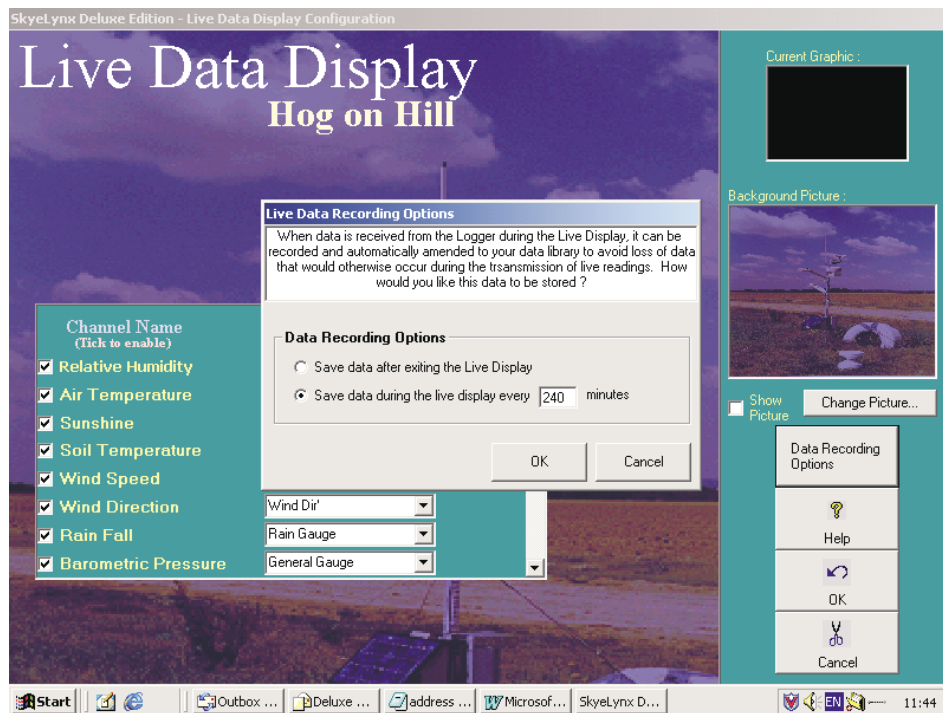 SkyeLynx Deluxe Edition - Live Data Display Configuration
Live Data Display
Hog on Hill
Current Graphic :
Background Picture :
Live Data Recording Options
When data is received from the Logger during the Live Display, it can be
recorded and automatically amended to your data library to avoid loss of data
that would otherwise occur during the trsansmission of live readings. How
would you like this data to be stored ?
Data Recording Options
Save data after exiting the Live Display
Save data during the live display every 240 minutes
OK
Cancel
Channel Name
(Tick to enable)
Relative Humidity
Air Temperature
Sunshine
Soil Temperature
Wind Speed
Wind Direction
Wind Dir'
Rain Fall
Rain Gauge
Barometric Pressure
General Gauge
Show
Picture
Change Picture...
Data Recording
Options
Help
OK
Cancel
Start
Outbox ...
Deluxe ...
address ...
Microsof...
SkyeLynx D...
EN
11:44